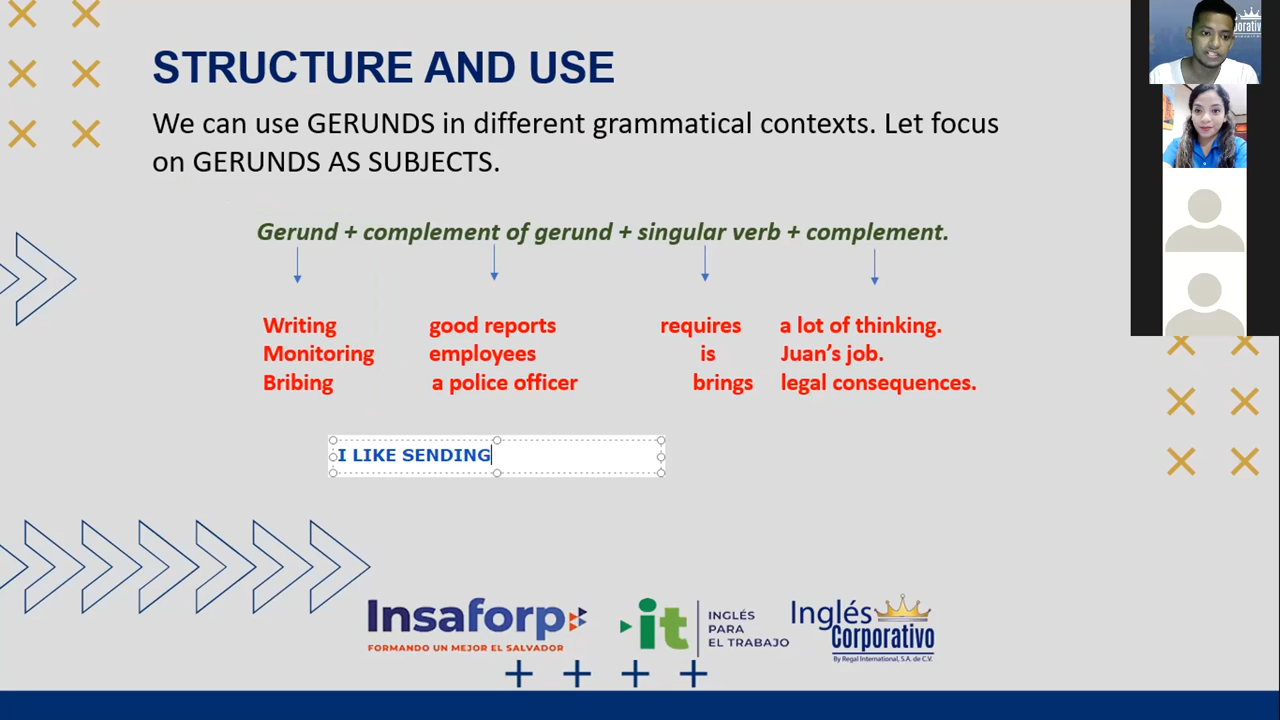 STRUCTURE AND USE
We can use GERUNDS in different grammatical contexts. Let focus
on GERUNDS AS SUBJECTS.
Gerund + complement of gerund + singular verb + complement.
Writing good reports requires a lot of thinking.
Monitoring employees is Juan's job.
Bribing a police officer brings legal consequences.
I LIKE SENDING
Insaforp
FORMANDO UN MEJOR EL SALVADOR
it
INGLÉS
PARA
EL TRABAJO
Inglés
Corporativo
By Regal International, S.A. de C.V.